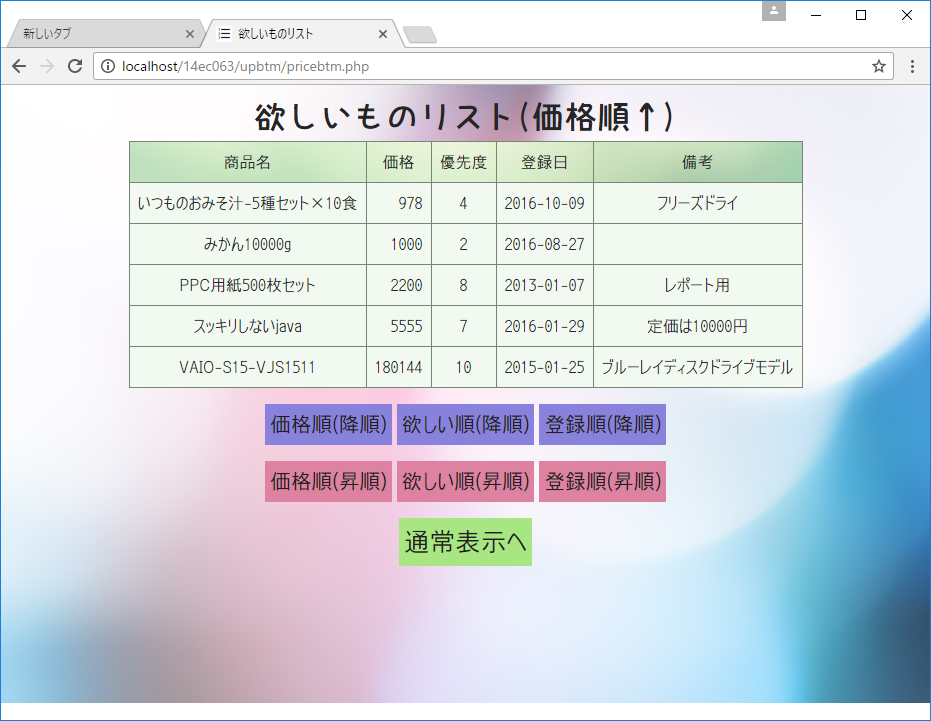 新しいタブ 欲しいものリスト
localhost/14ec063/upbtm/pricebtm.php
欲しいものリスト(価格順↑)
商品名 価格 優先度 登録日 備考
いつものおみそ汁-5種セット×10食 978 4 2016-10-09 フリーズドライ
みかん10000g 1000 2 2016-08-27
PPC用紙500枚セット 2200 8 2013-01-07 レポート用
スッキリしないjava 5555 7 2016-01-29 定価は10000円
VAIO-S15-VJS1511 180144 10 2015-01-25 ブルーレイディスクドライブモデル
価格順(降順) 欲しい順(降順) 登録順(降順)
価格順(昇順) 欲しい順(昇順) 登録順(昇順)
通常表示へ